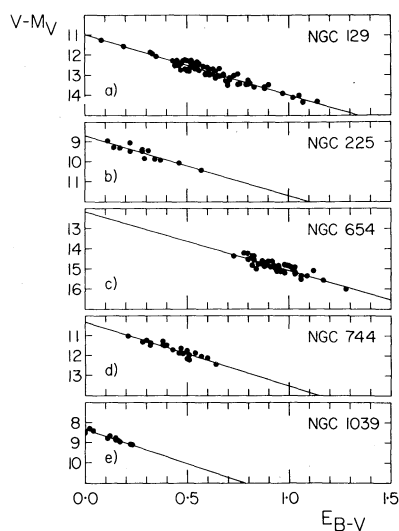 V-M_V
11
12
13
14
a)
NGC 129
9
10
11
b)
NGC 225
13
14
15
16
c)
NGC 654
11
12
13
d)
NGC 744
8
9
10
e)
NGC 1039
0.0 0.5 1.0 1.5
E_B-V